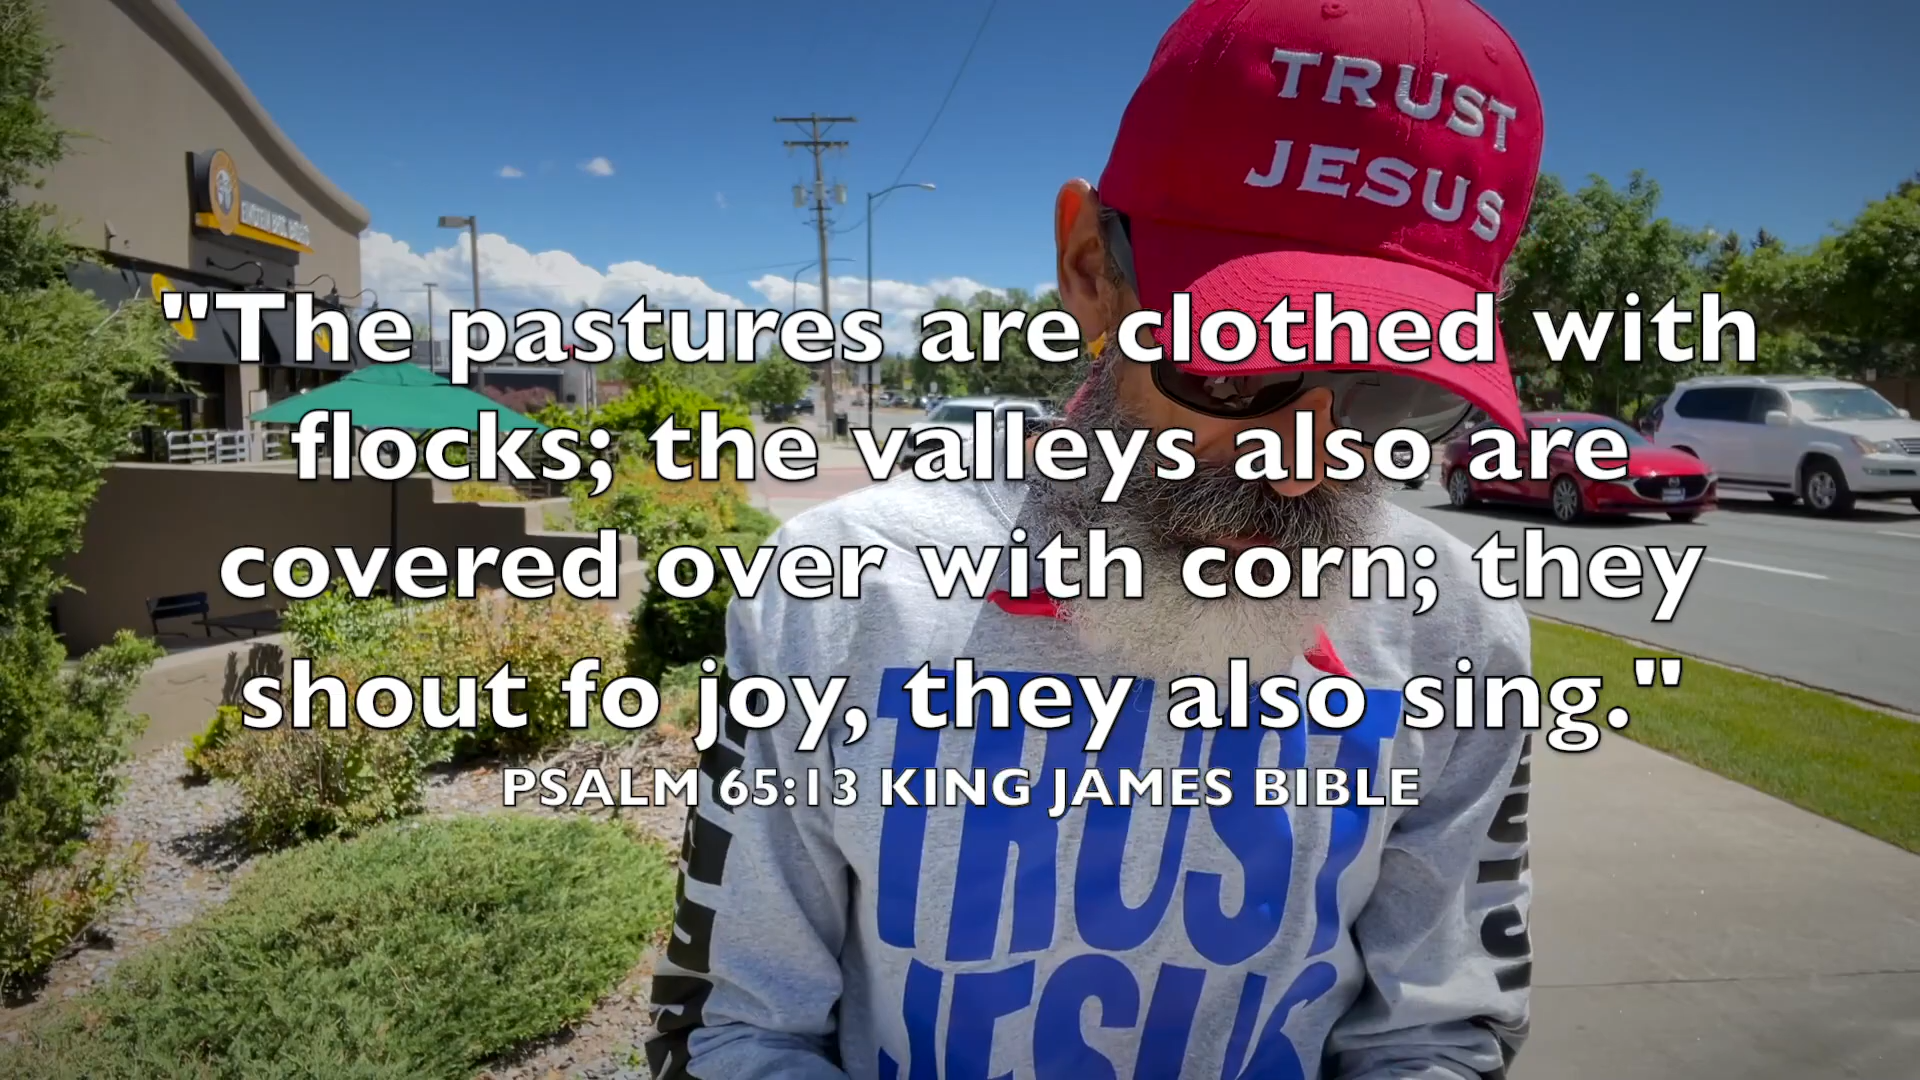 TRUST
JESUS
"The pastures are clothed with
flocks; the valleys also are
covered over with corn; they
shout fo joy, they also sing."
PSALM 65:13 KING JAMES BIBLE
TRUST
JESUS